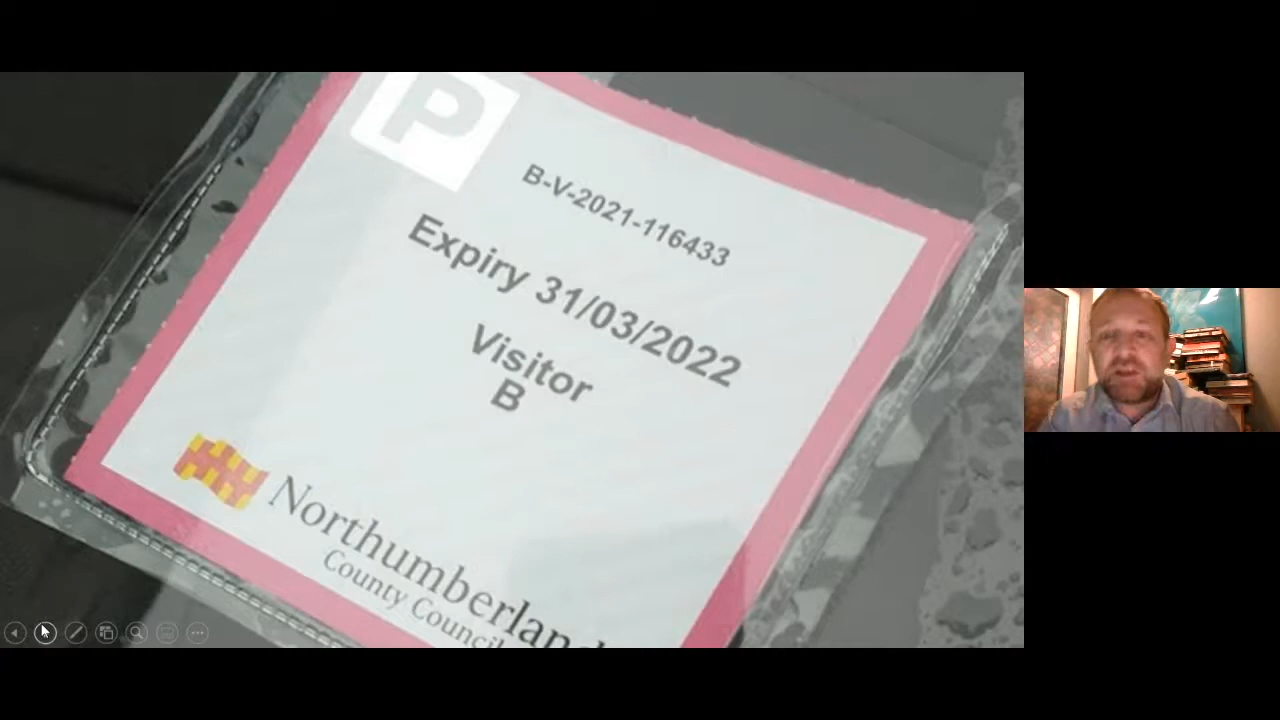 P
B-V-2021-116433
Expiry 31/03/2022
Visitor
B
Northumberland
County Council